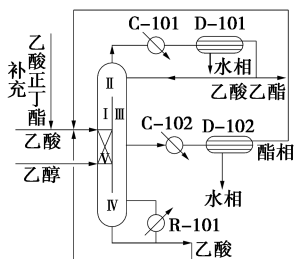 C-101
D-101
水相
乙酸乙酯
补充
乙酸正丁酯
乙酸
乙醇
Ⅱ
Ⅰ
Ⅲ
Ⅴ
Ⅳ
C-102
D-102
酯相
水相
R-101
乙酸